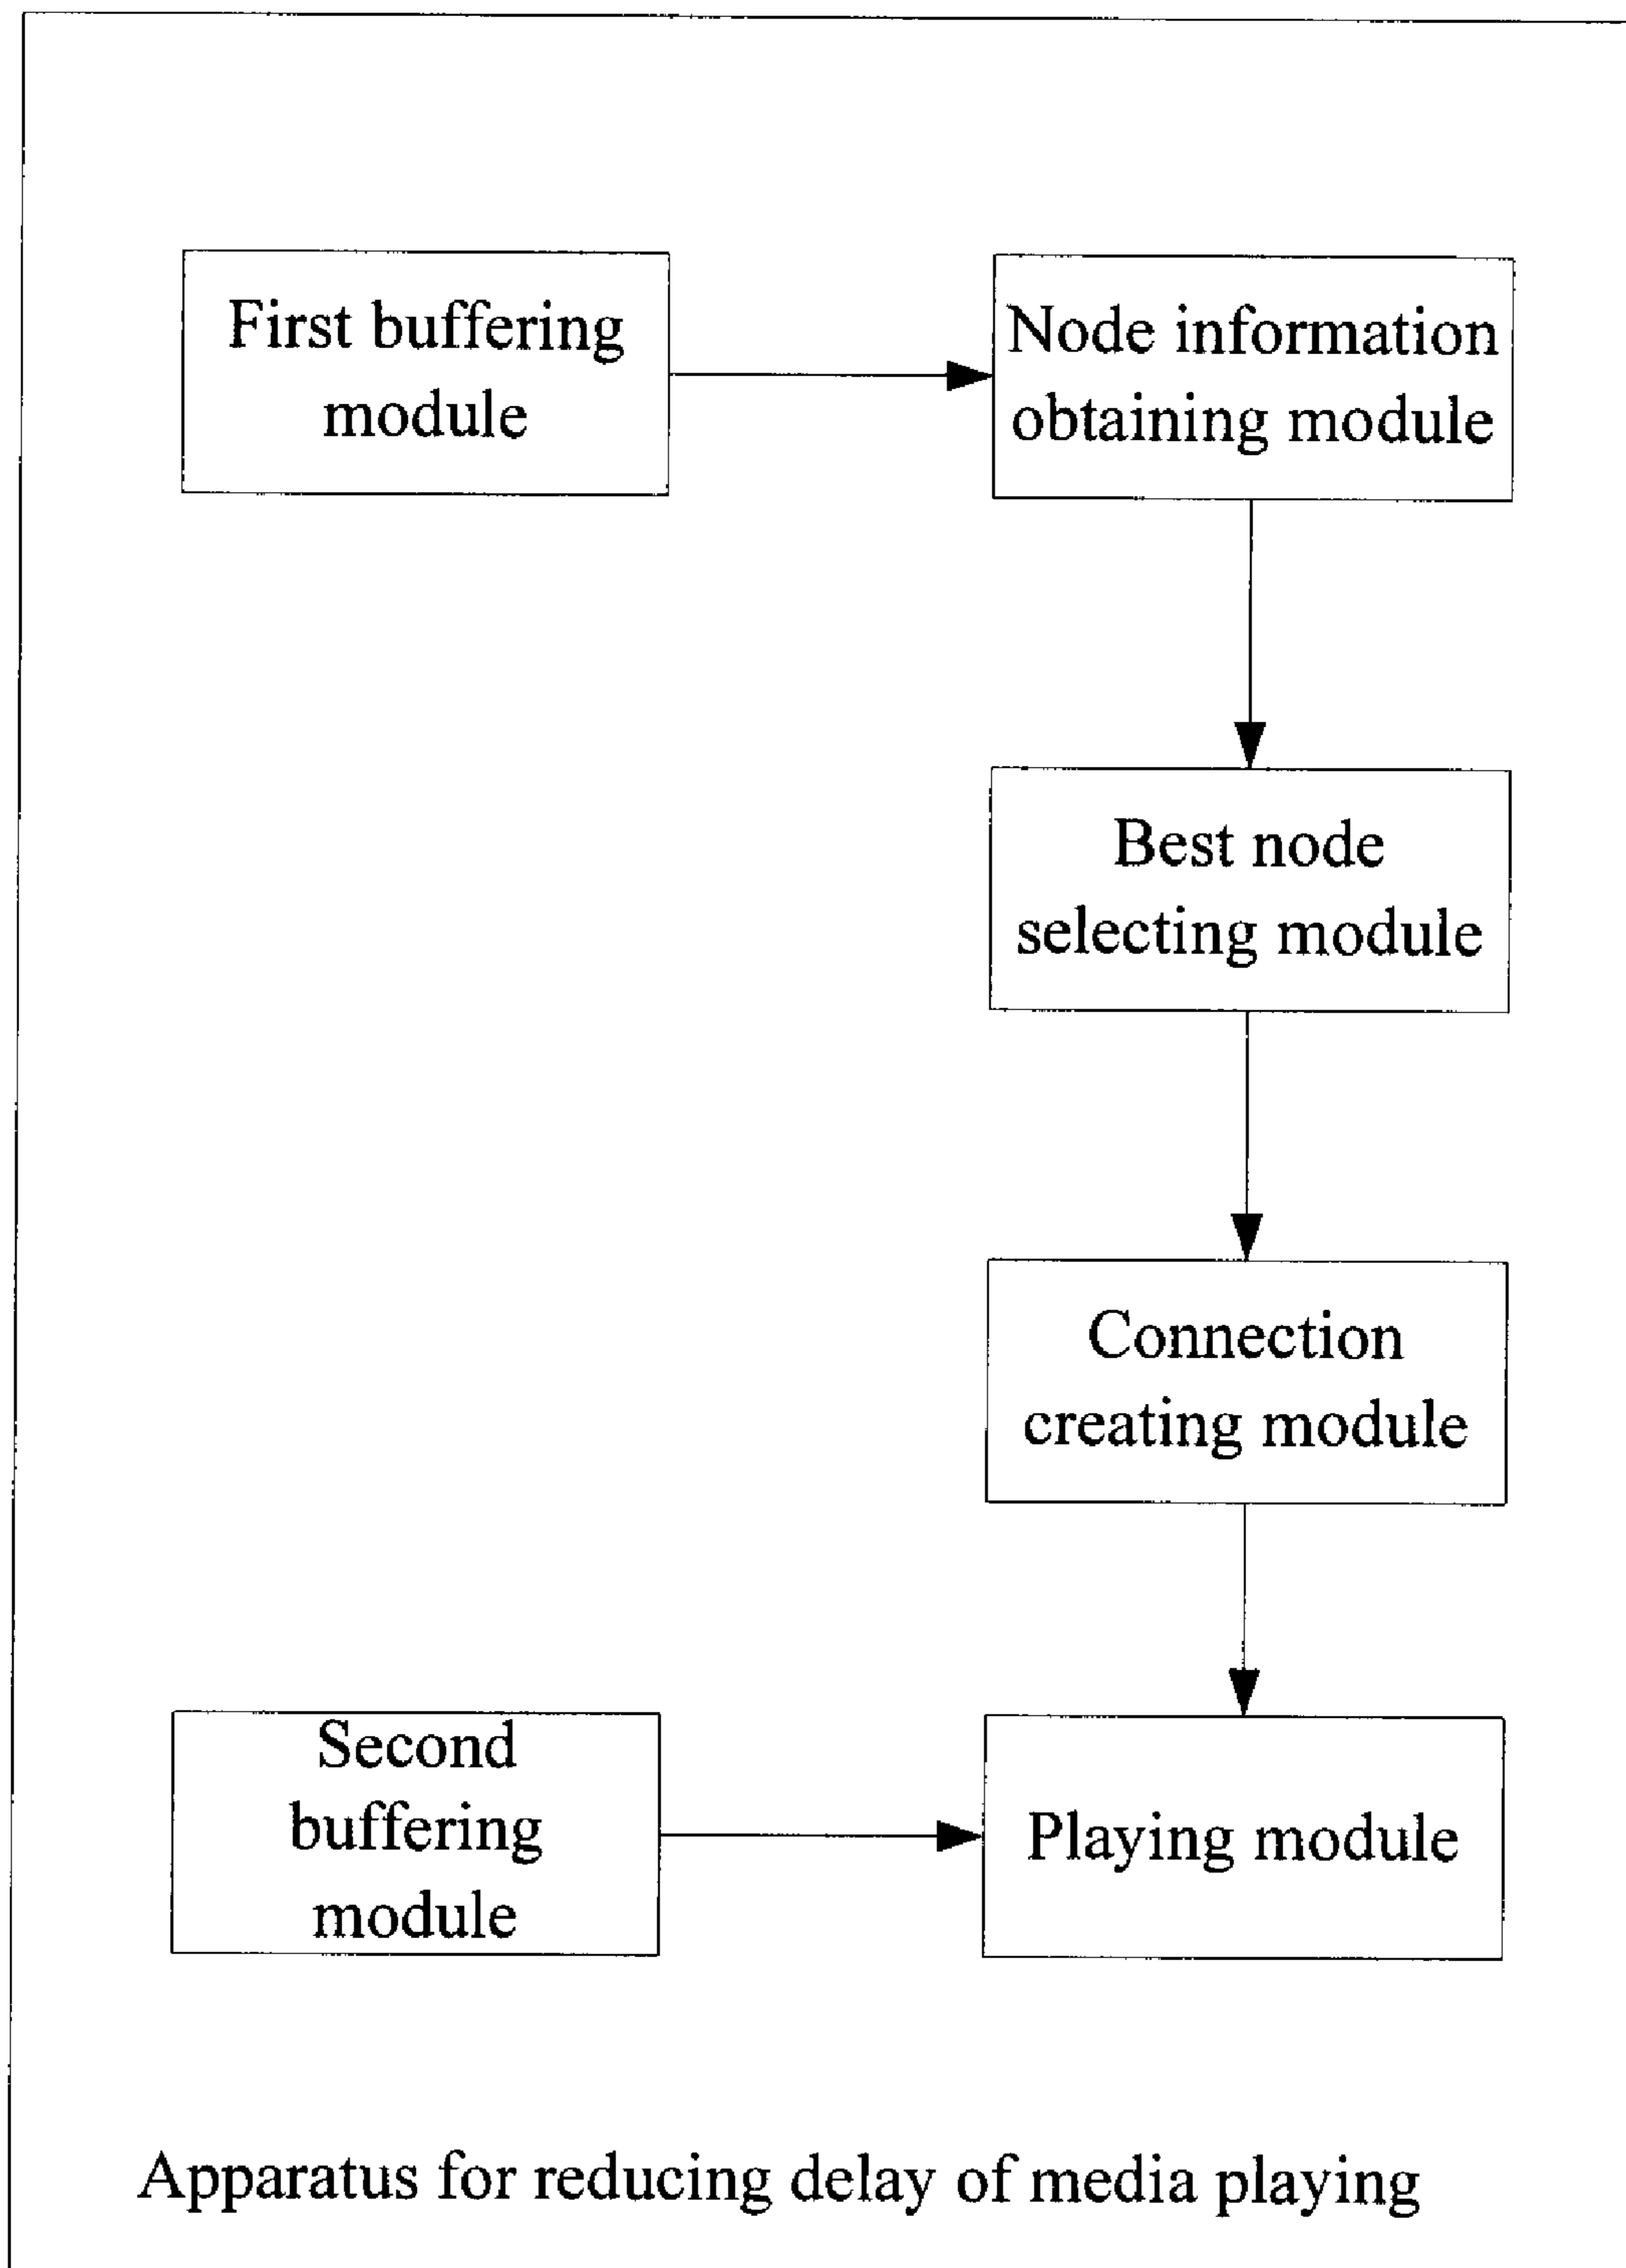 First buffering
module
Node information
obtaining module
Best node
selecting module
Connection
creating module
Second
buffering
module
Playing module
Apparatus for reducing delay of media playing